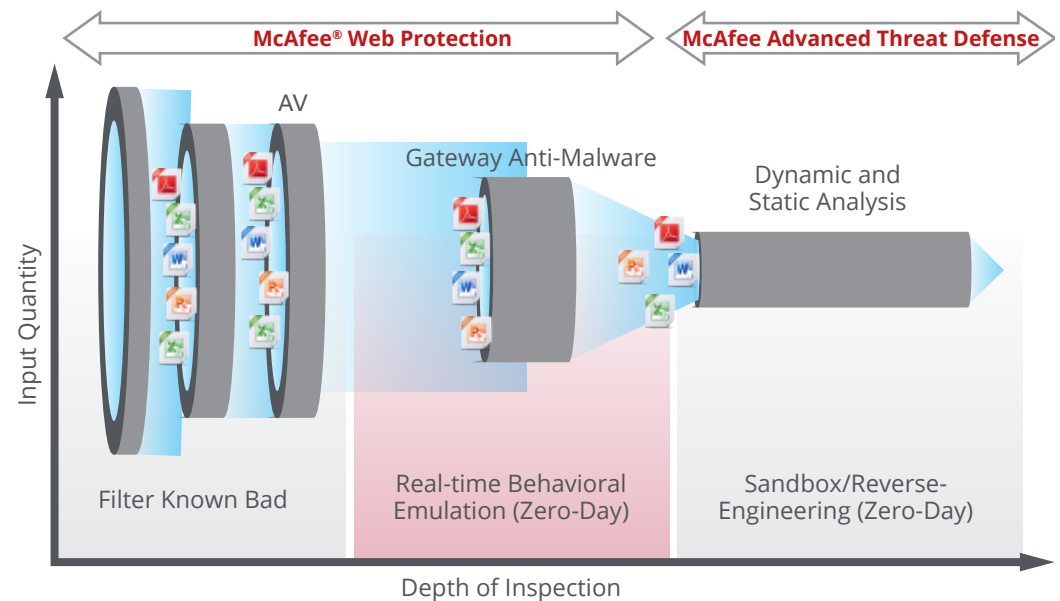 McAfee® Web Protection
McAfee Advanced Threat Defense
AV
Gateway Anti-Malware
Dynamic and
Static Analysis
Input Quantity
Filter Known Bad
Real-time Behavioral
Emulation (Zero-Day)
Sandbox/Reverse-
Engineering (Zero-Day)
Depth of Inspection